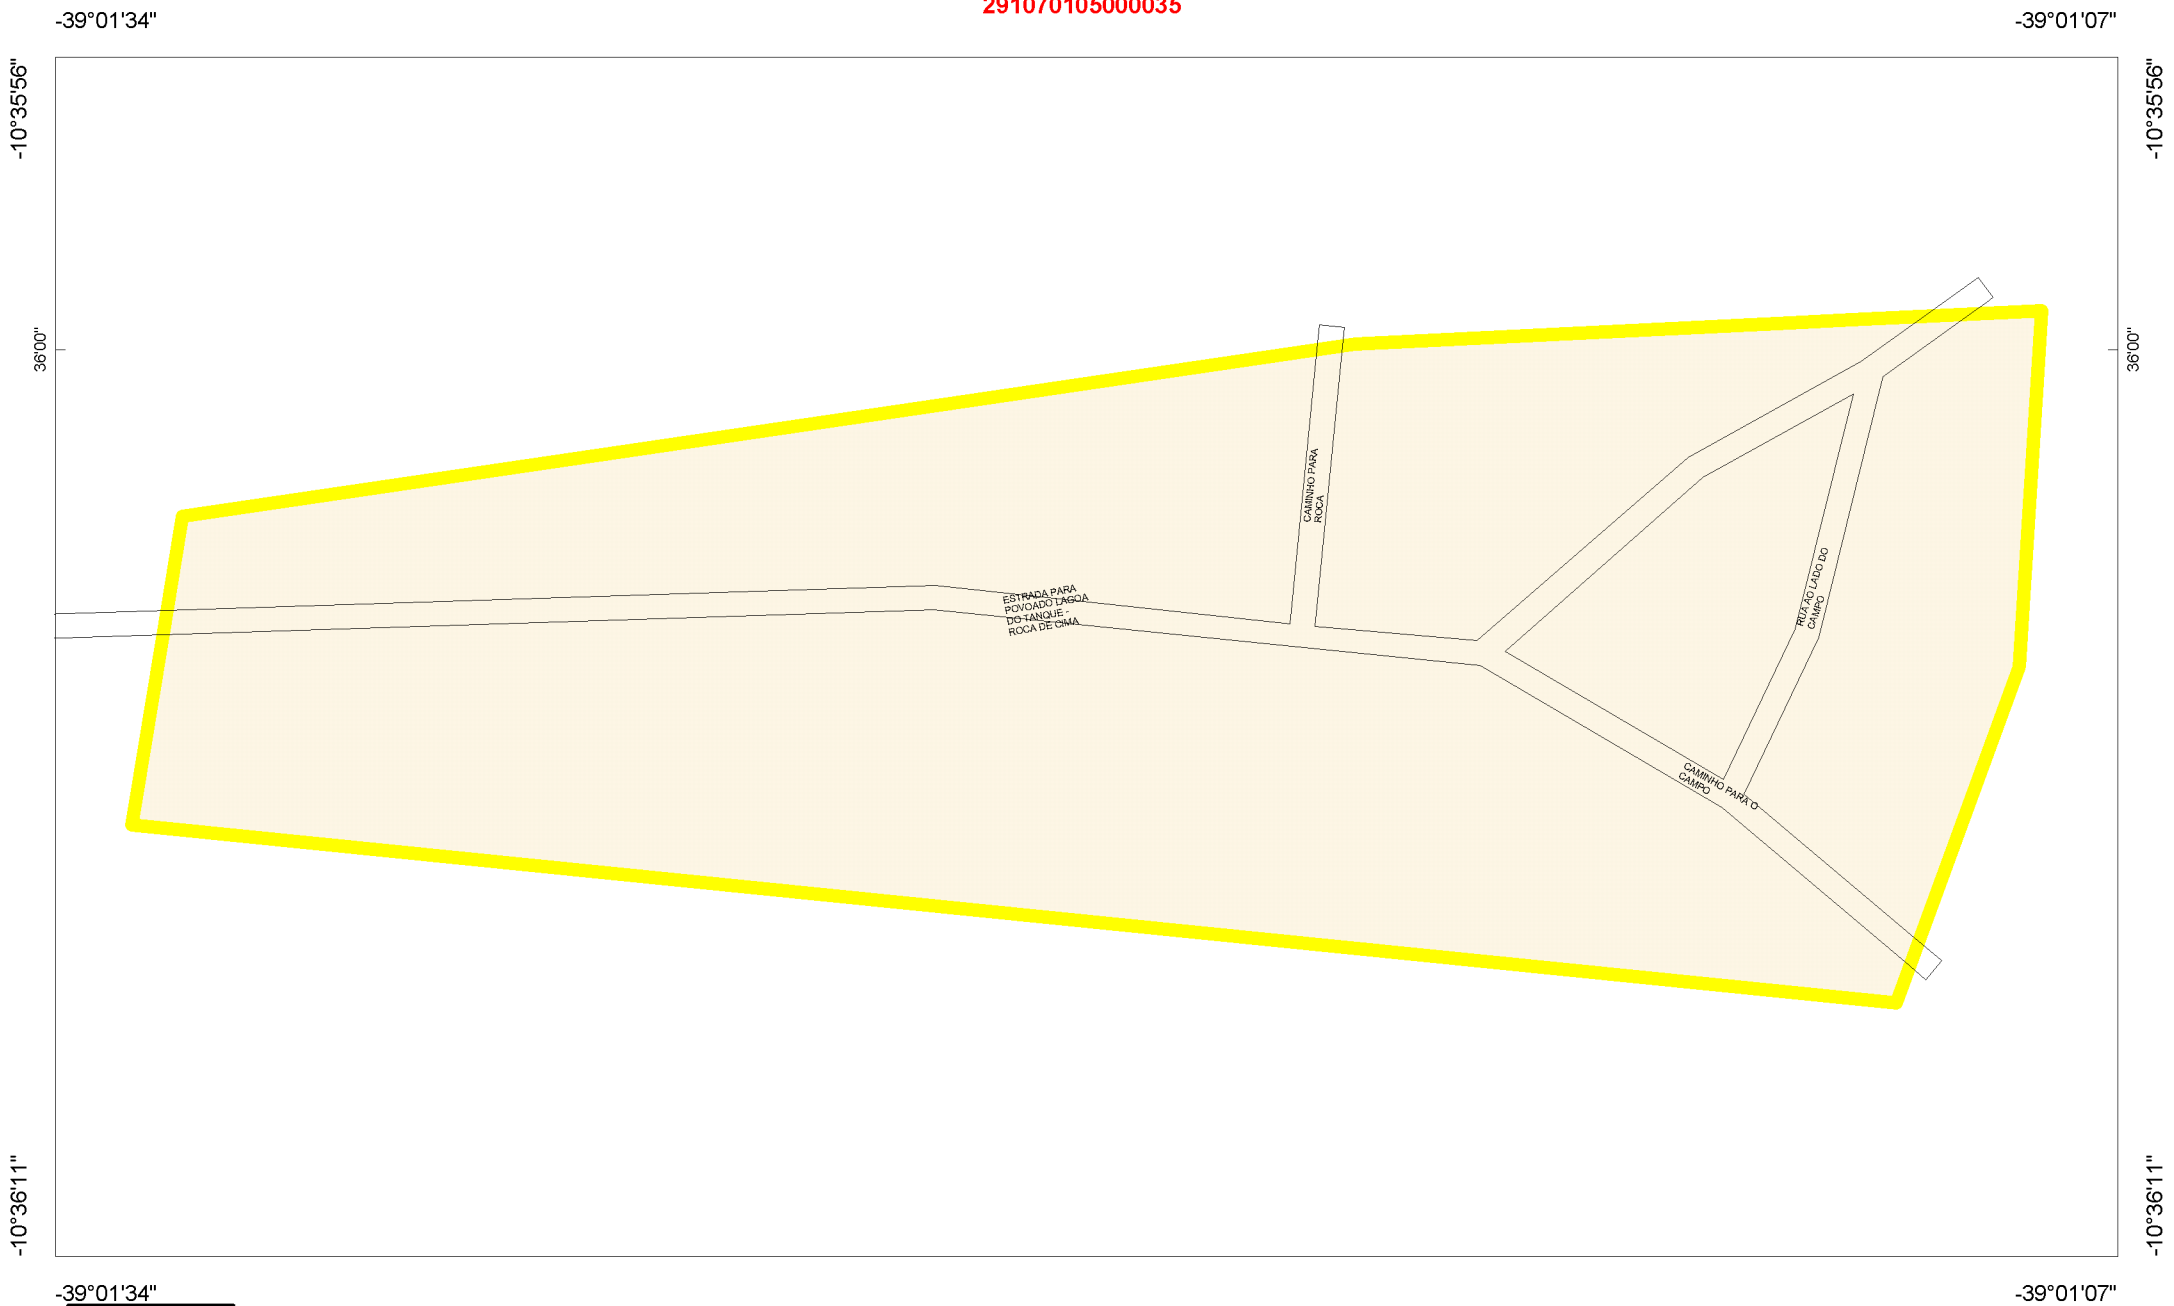 291070105000035
-39°01'34"
-39°01'07"
-10°35'56"
-10°35'56"
36'00"
36'00"
CAMINHO PARA
ROCA
ESTRADA PARA
POVOADO LAGOA
DO TANQUE -
ROCA DE CIMA
RUA AO LADO DO
CAMPO
CAMINHO PARA O
CAMPO
-10°36'11"
-10°36'11"
-39°01'34"
-39°01'07"